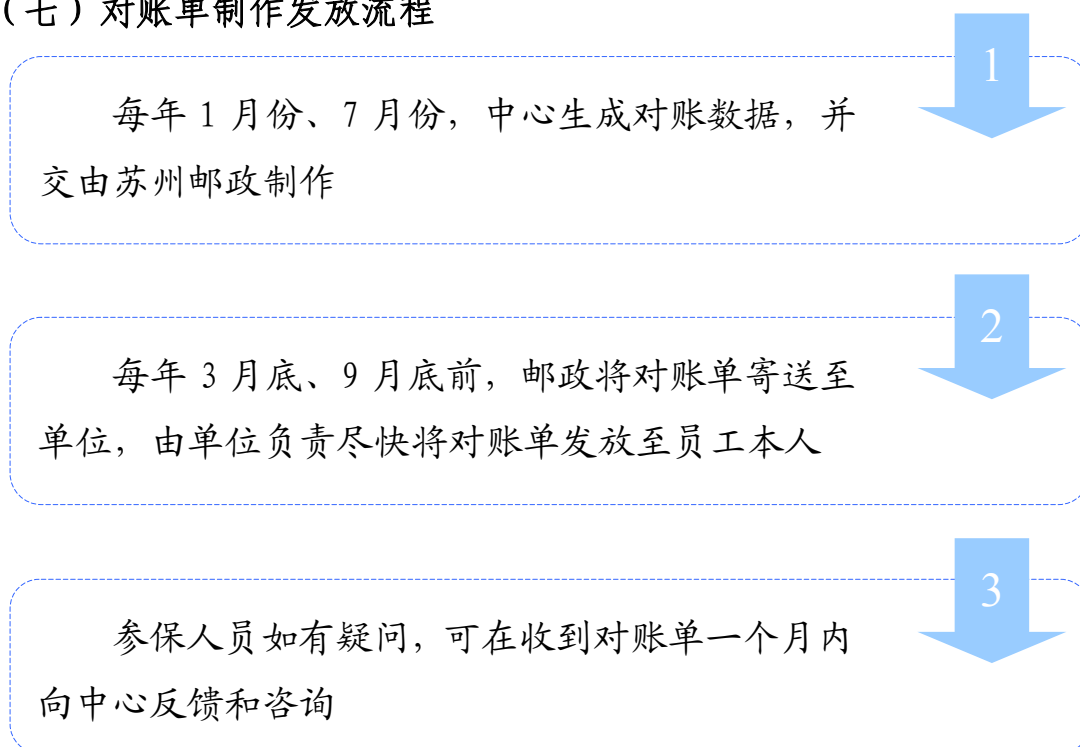 （七）对账单制作发放流程
1
每年 1 月份、7 月份，中心生成对账数据，并
交由苏州邮政制作
2
每年 3 月底、9 月底前，邮政将对账单寄送至
单位，由单位负责尽快将对账单发放至员工本人
3
参保人员如有疑问，可在收到对账单一个月内
向中心反馈和咨询